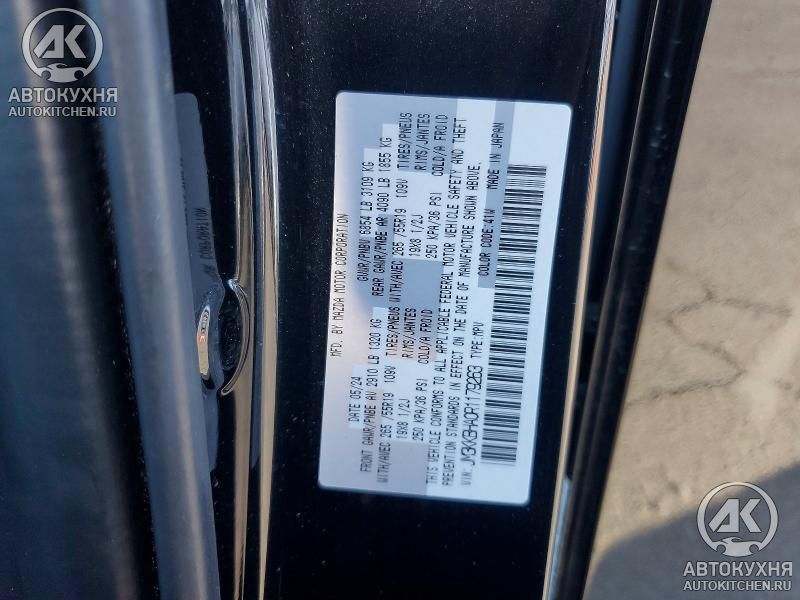 АК
АВТОКУХНЯ
AUTOKITCHEN.RU
MFD. BY MAZDA MOTOR CORPORATION
DATE 05/24 GVWR/PNBV 6854 LB 3109 KG
FRONT GAWR/PNBE AV 2910 LB 1320 KG REAR GAWR/PNBE AR 4090 LB 1855 KG
WITH/AVEC 265 /55R19 109V TIRES/PNEUS WITH/AVEC 265 /55R19 109V TIRES/PNEUS
19X8 1/2J RIMS/JANTES 19X8 1/2J RIMS/JANTES
250 KPA/36 PSI COLD/A FROID 250 KPA/36 PSI COLD/A FROID
THIS VEHICLE CONFORMS TO ALL APPLICABLE FEDERAL MOTOR VEHICLE SAFETY AND THEFT
PREVENTION STANDARDS IN EFFECT ON THE DATE OF MANUFACTURE SHOWN ABOVE.
VIN: TYPE:MPV COLOR CODE:41W MADE IN JAPAN
АК
АВТОКУХНЯ
AUTOKITCHEN.RU